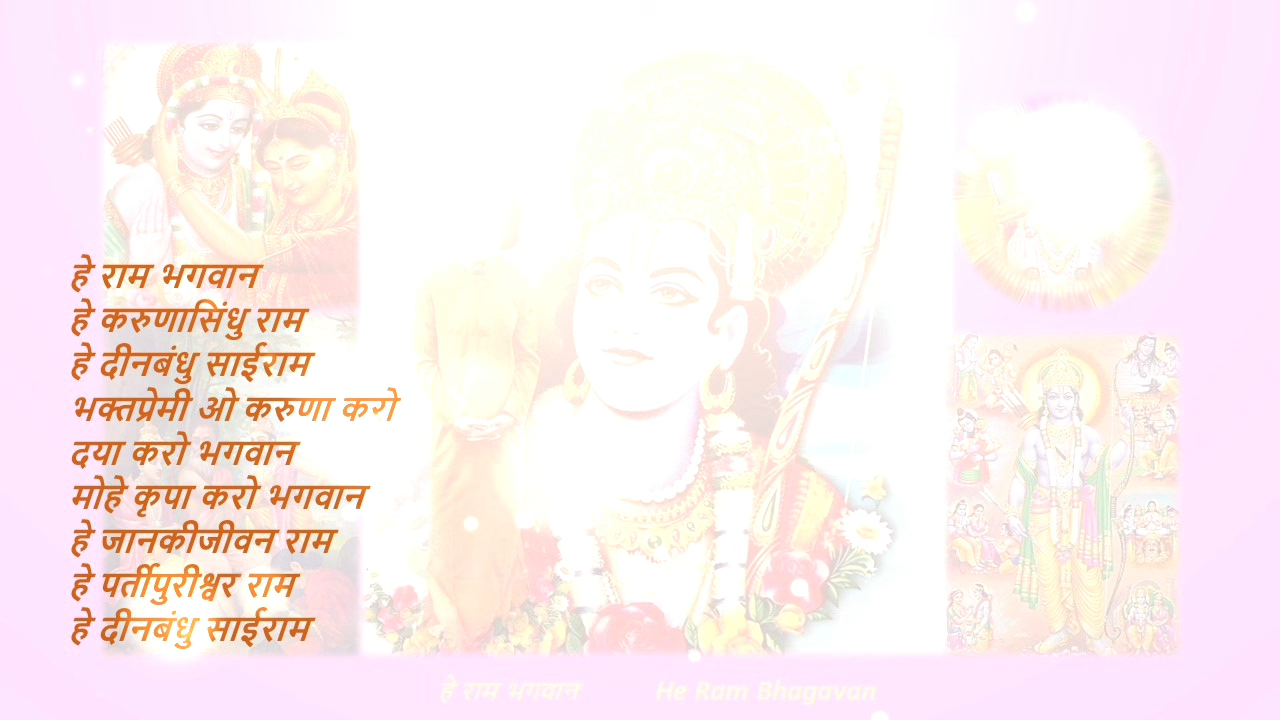 हे राम भगवान
हे करुणासिंधु राम
हे दीनबंधु साईराम
भक्तप्रेमी ओ करुणा करो
दया करो भगवान
मोहे कृपा करो भगवान
हे जानकीजीवन राम
हे पर्तीपुरीश्वर राम
हे दीनबंधु साईराम
हे राम भगवान He Ram Bhagavan